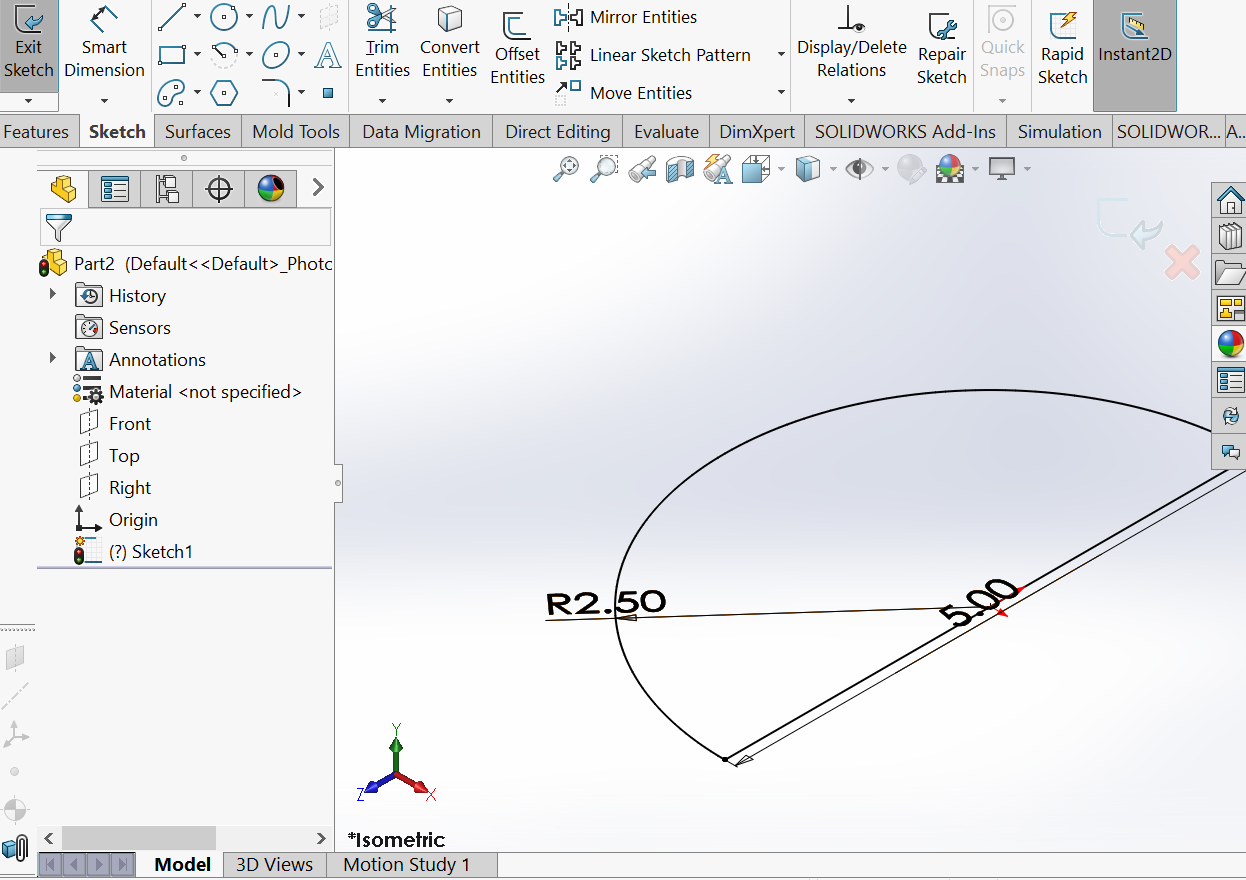 Exit Sketch
Smart Dimension
Trim Entities
Convert Entities
Offset Entities
Mirror Entities
Linear Sketch Pattern
Move Entities
Display/Delete Relations
Repair Sketch
Quick Snaps
Rapid Sketch
Instant2D
Features Sketch Surfaces Mold Tools Data Migration Direct Editing Evaluate DimXpert SOLIDWORKS Add-Ins Simulation SOLIDWOR... A...
Part2 (Default<<Default>_Photo
History
Sensors
Annotations
Material <not specified>
Front
Top
Right
Origin
(?) Sketch1
R2.50
5.00
Y
Z
X
*Isometric
Model 3D Views Motion Study 1